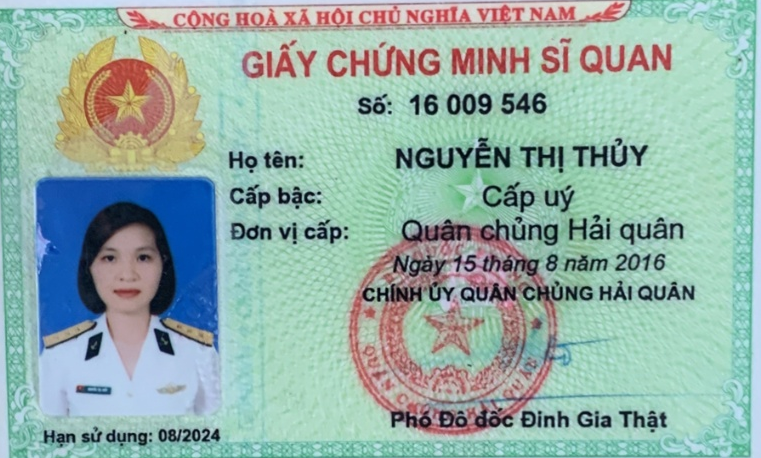 CỘNG HOÀ XÃ HỘI CHỦ NGHĨA VIỆT NAM
GIẤY CHỨNG MINH SĨ QUAN
Số: 16 009 546
Họ tên: NGUYỄN THỊ THỦY
Cấp bậc: Cấp uý
Đơn vị cấp: Quân chủng Hải quân
Ngày 15 tháng 8 năm 2016
CHÍNH ỦY QUÂN CHỦNG HẢI QUÂN
Phó Đô đốc Đinh Gia Thật
Hạn sử dụng: 08/2024